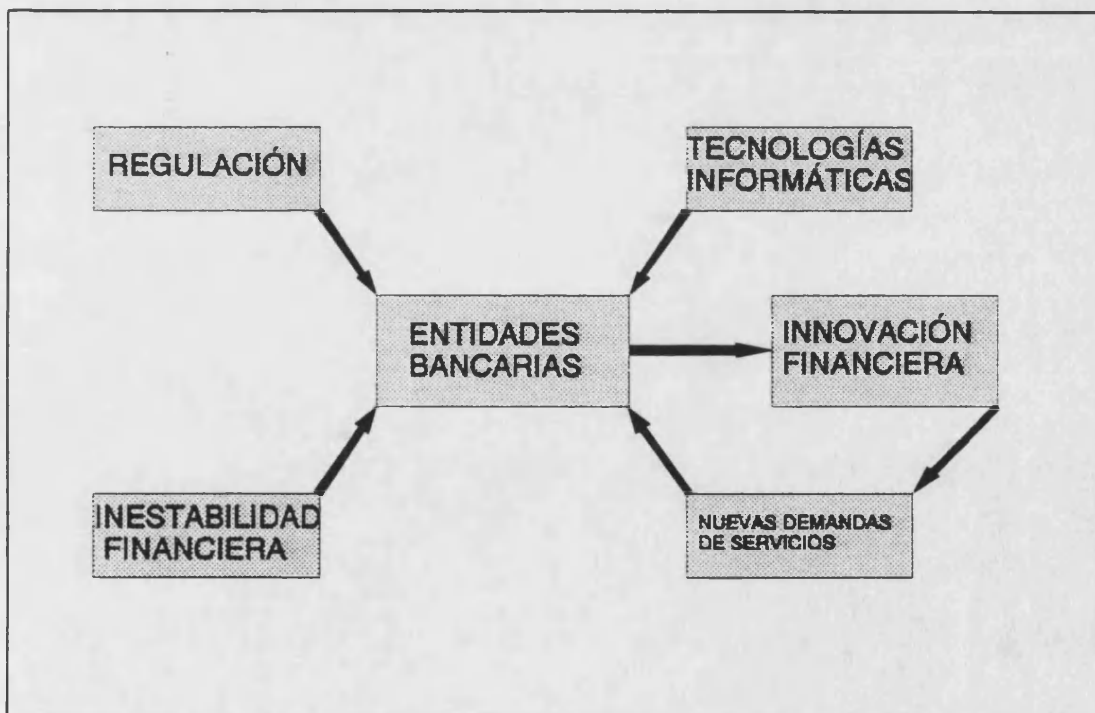 REGULACIÓN
TECNOLOGÍAS
INFORMÁTICAS
ENTIDADES
BANCARIAS
INNOVACIÓN
FINANCIERA
INESTABILIDAD
FINANCIERA
NUEVAS DEMANDAS
DE SERVICIOS